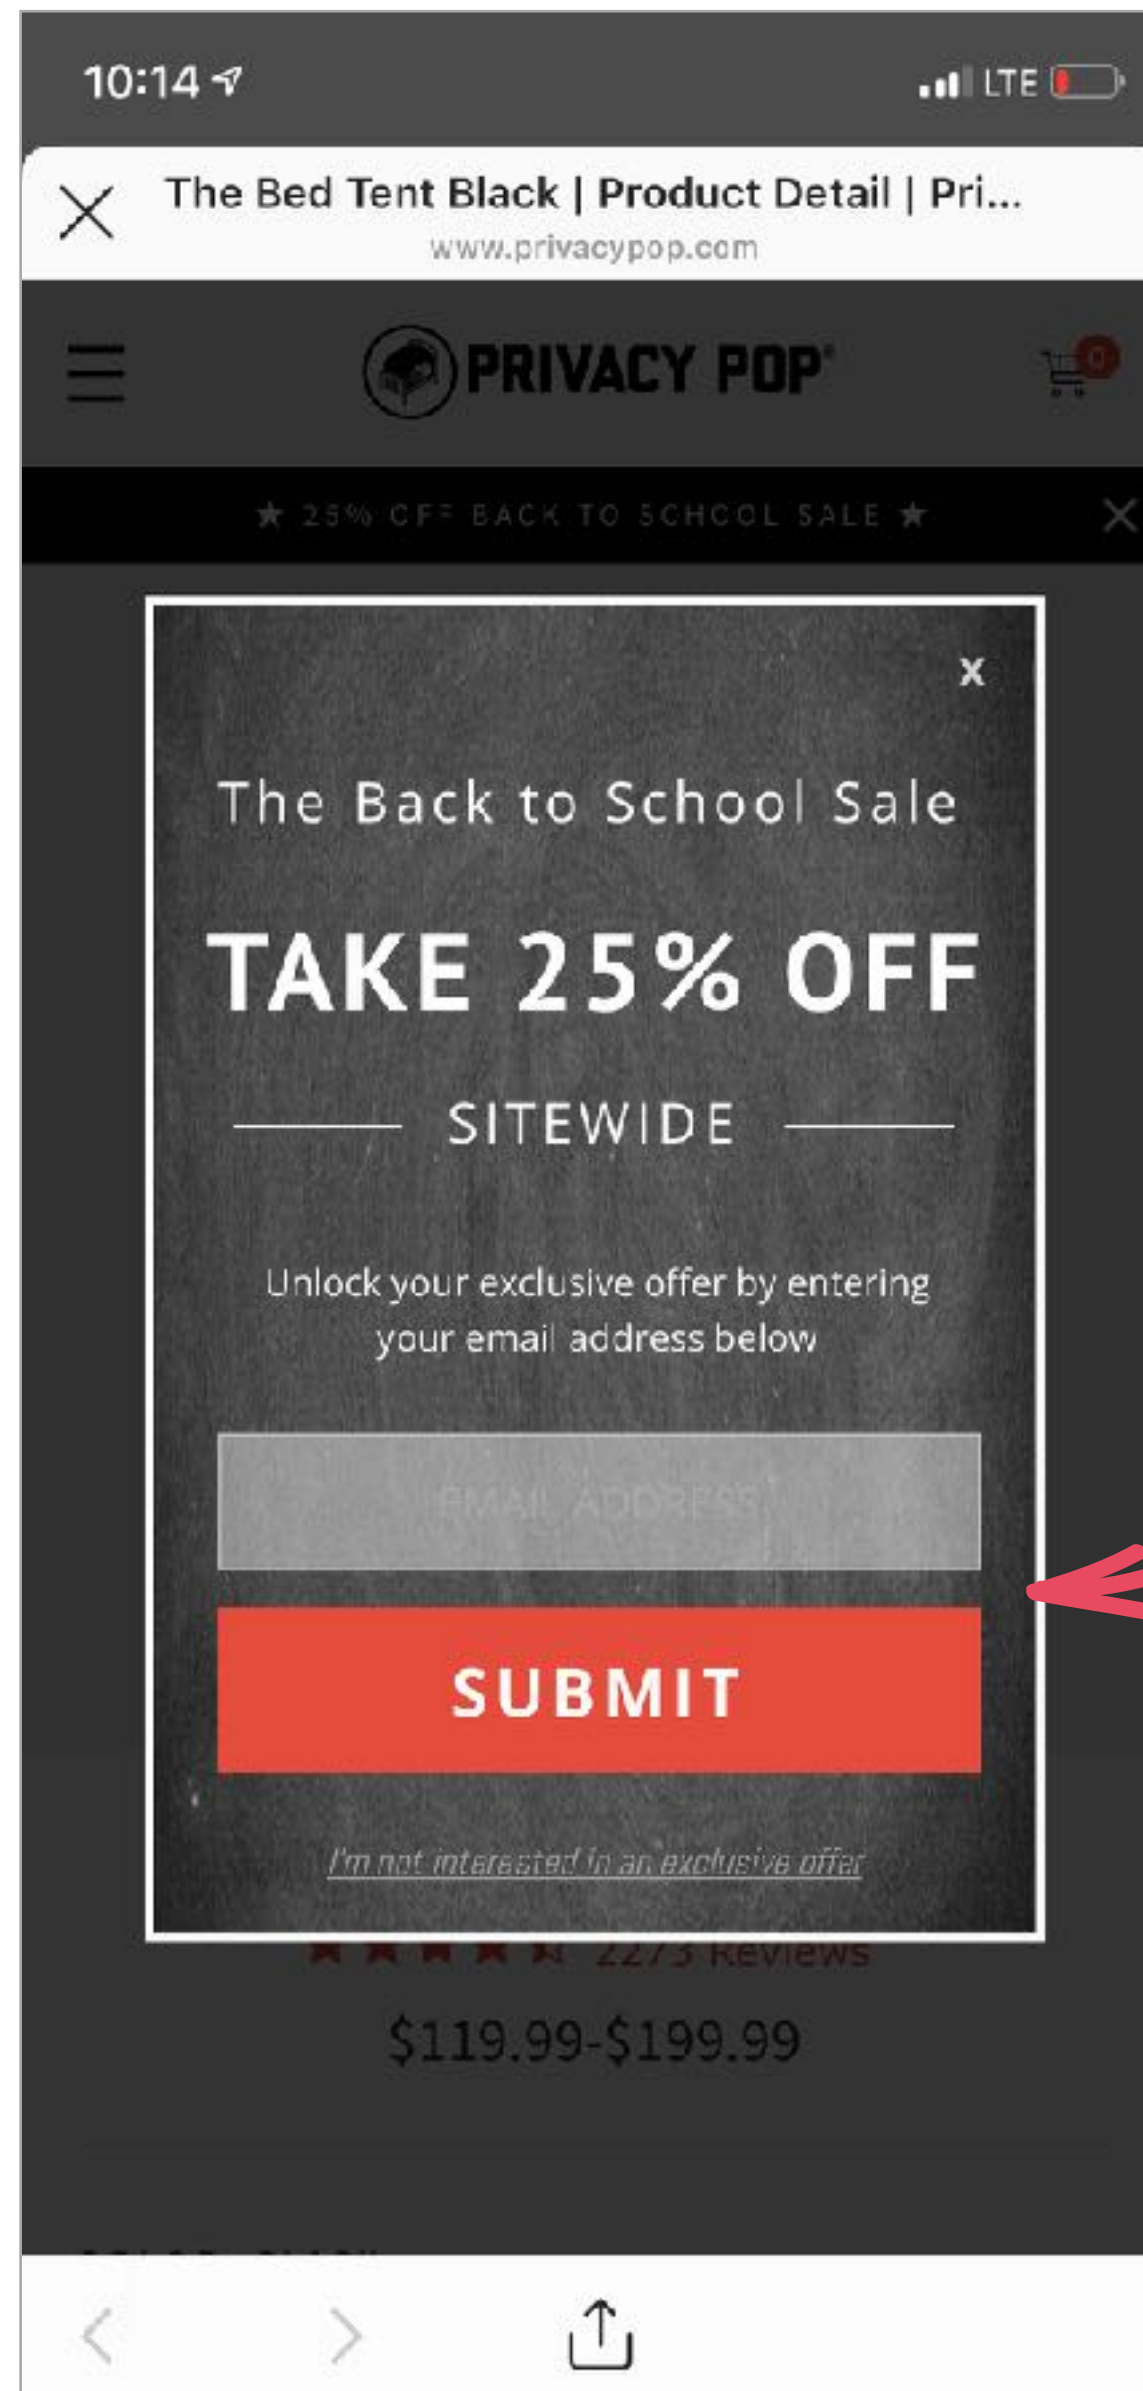 10:14
LTE
The Bed Tent Black | Product Detail | Pri...
www.privacypop.com
PRIVACY POP®
0
★ 25% OFF BACK TO SCHOOL SALE ★
X
The Back to School Sale
TAKE 25% OFF
SITEWIDE
Unlock your exclusive offer by entering
your email address below
EMAIL ADDRESS
SUBMIT
I'm not interested in an exclusive offer
2273 Reviews
$119.99-$199.99